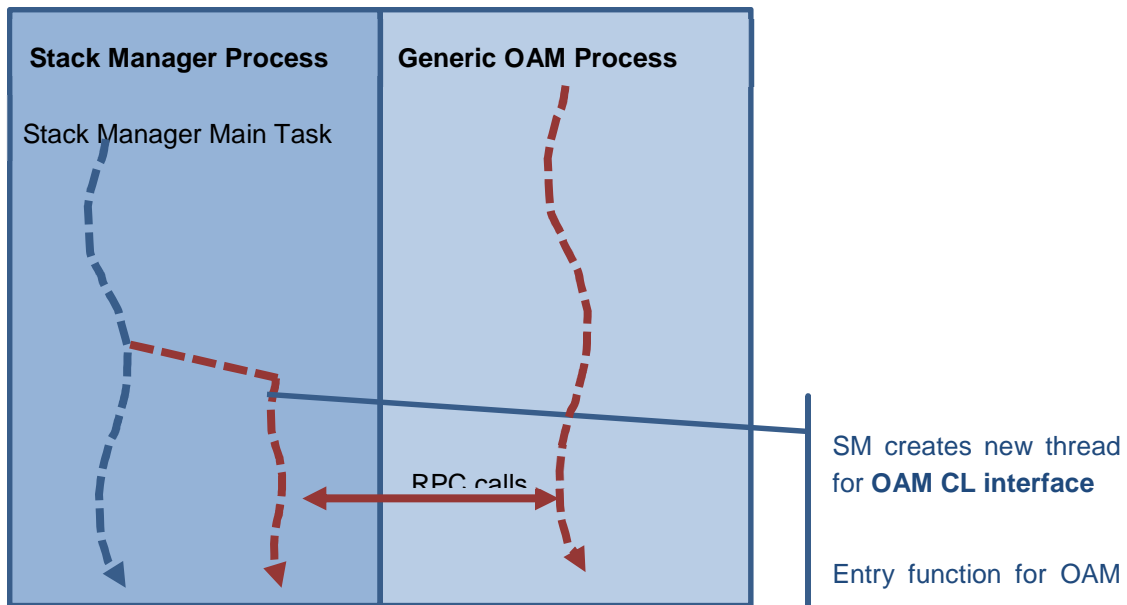 Stack Manager Process
Generic OAM Process
Stack Manager Main Task
RPC calls
SM creates new thread
for OAM CL interface
Entry function for OAM